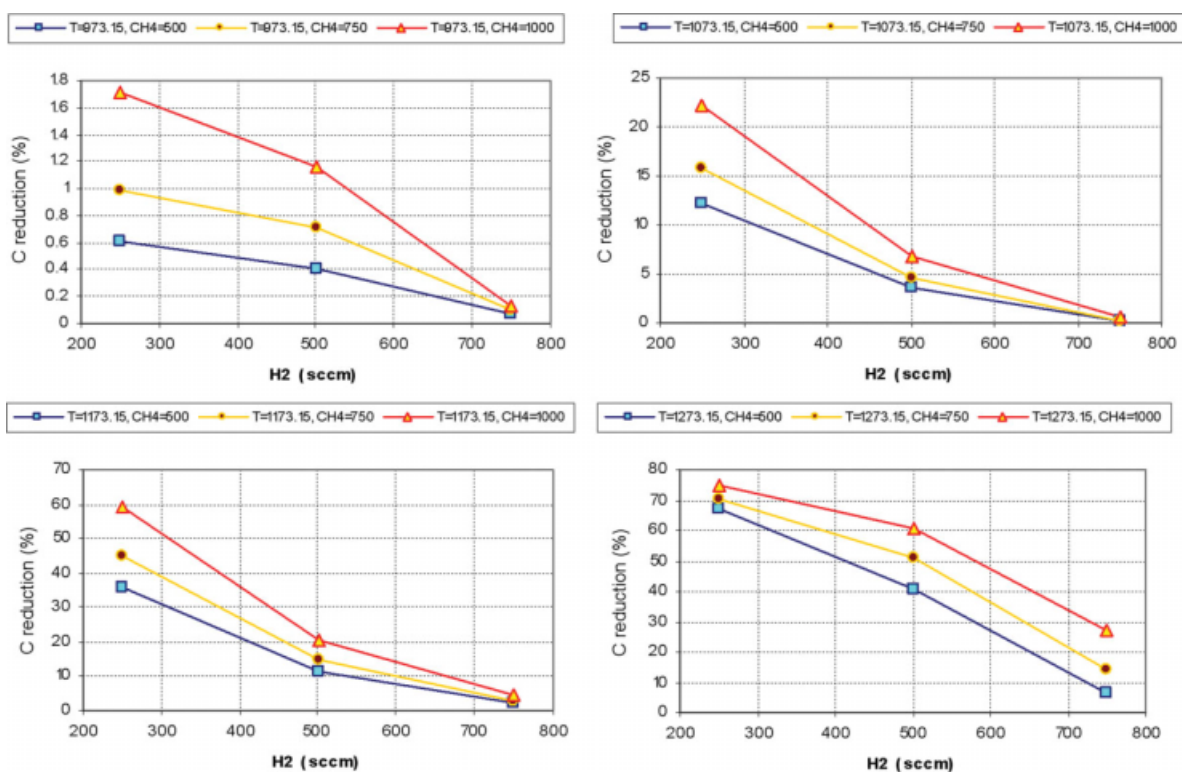 T=973.15, CH4=500 T=973.15, CH4=750 T=973.15, CH4=1000
C reduction (%)
1.8
1.6
1.4
1.2
1
0.8
0.6
0.4
0.2
0
200 300 400 500 600 700 800
H2 (sccm)
T=1073.15, CH4=500 T=1073.15, CH4=750 T=1073.15, CH4=1000
C reduction (%)
25
20
15
10
5
0
200 300 400 500 600 700 800
H2 (sccm)
T=1173.15, CH4=500 T=1173.15, CH4=750 T=1173.15, CH4=1000
C reduction (%)
70
60
50
40
30
20
10
0
200 300 400 500 600 700 800
H2 (sccm)
T=1273.15, CH4=500 T=1273.15, CH4=750 T=1273.15, CH4=1000
C reduction (%)
80
70
60
50
40
30
20
10
0
200 300 400 500 600 700 800
H2 (sccm)